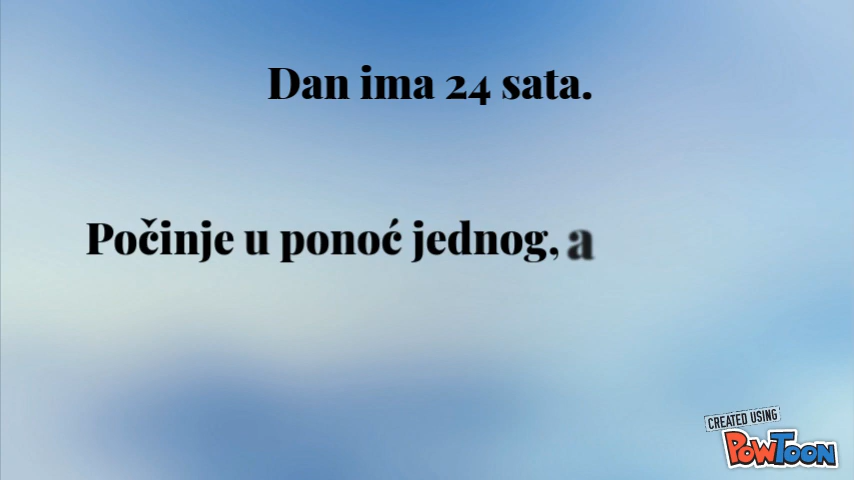 Dan ima 24 sata.
Počinje u ponoć jednog, a
CREATED USING
POWTOON